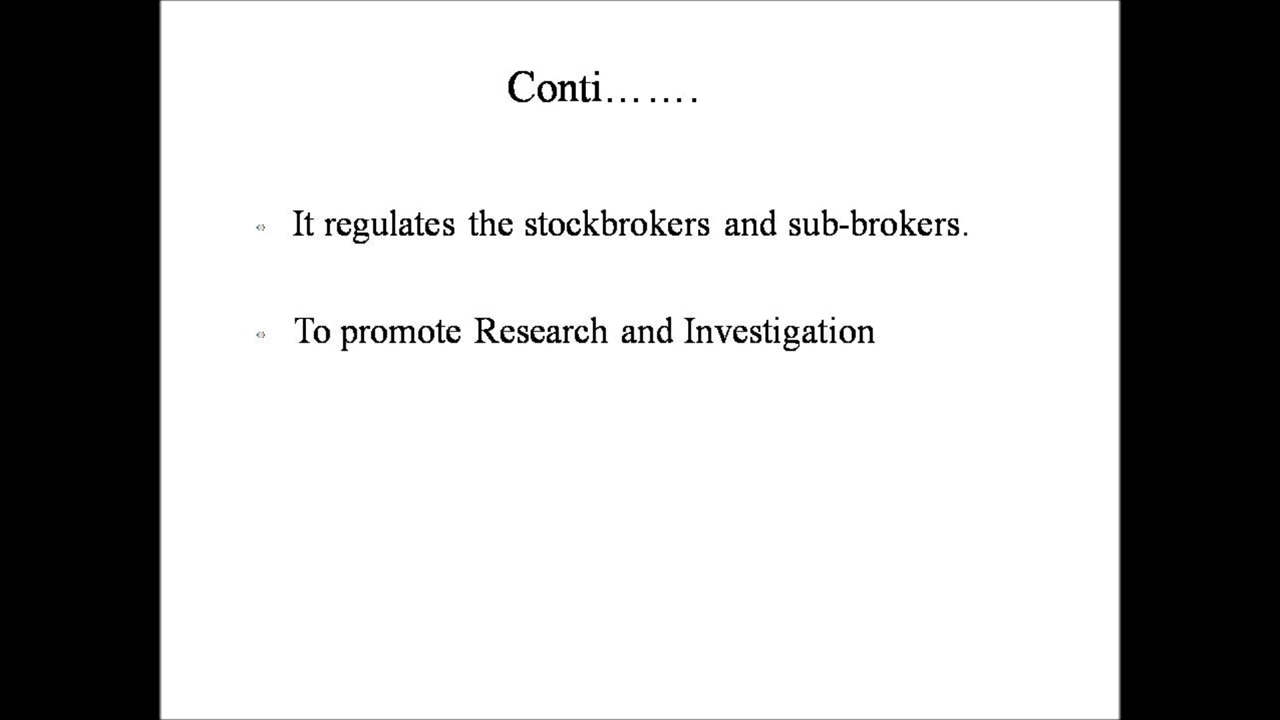 Conti…….
It regulates the stockbrokers and sub-brokers.
To promote Research and Investigation